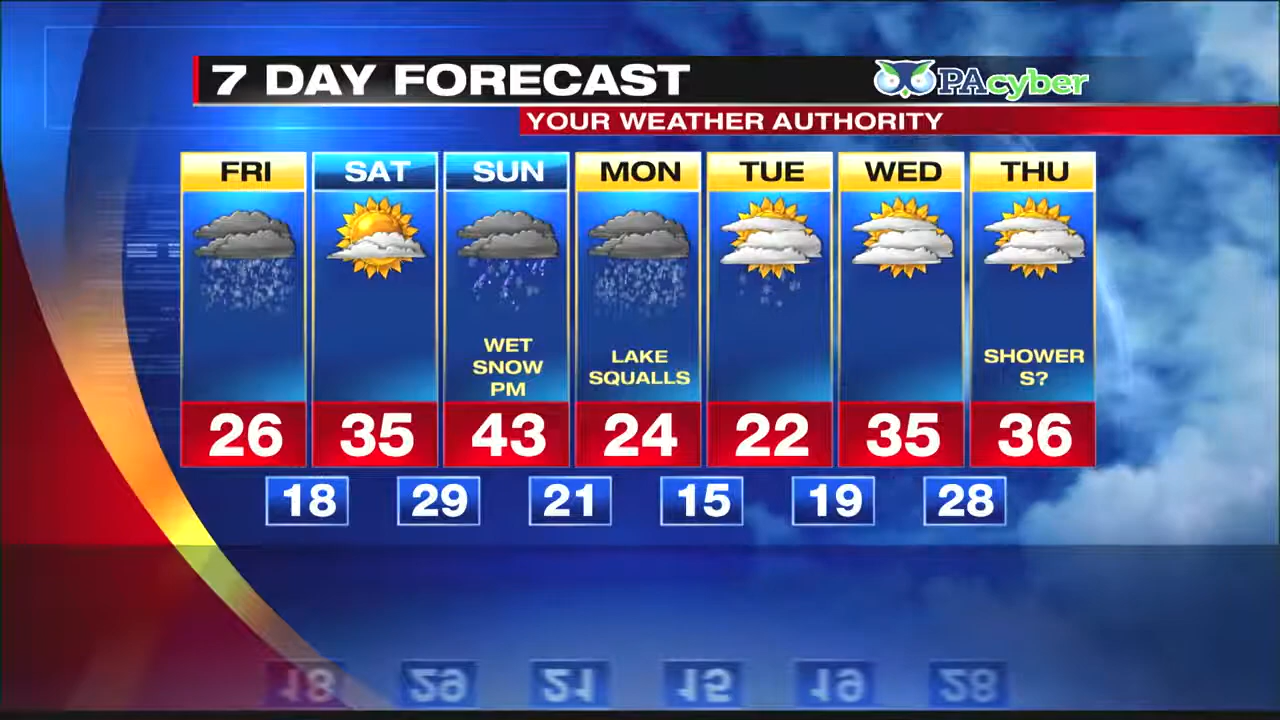 7 DAY FORECAST
PAcyber
YOUR WEATHER AUTHORITY
FRI SAT SUN MON TUE WED THU
WET
SNOW
PM
LAKE
SQUALLS
SHOWER
S?
26 35 43 24 22 35 36
18 29 21 15 19 28